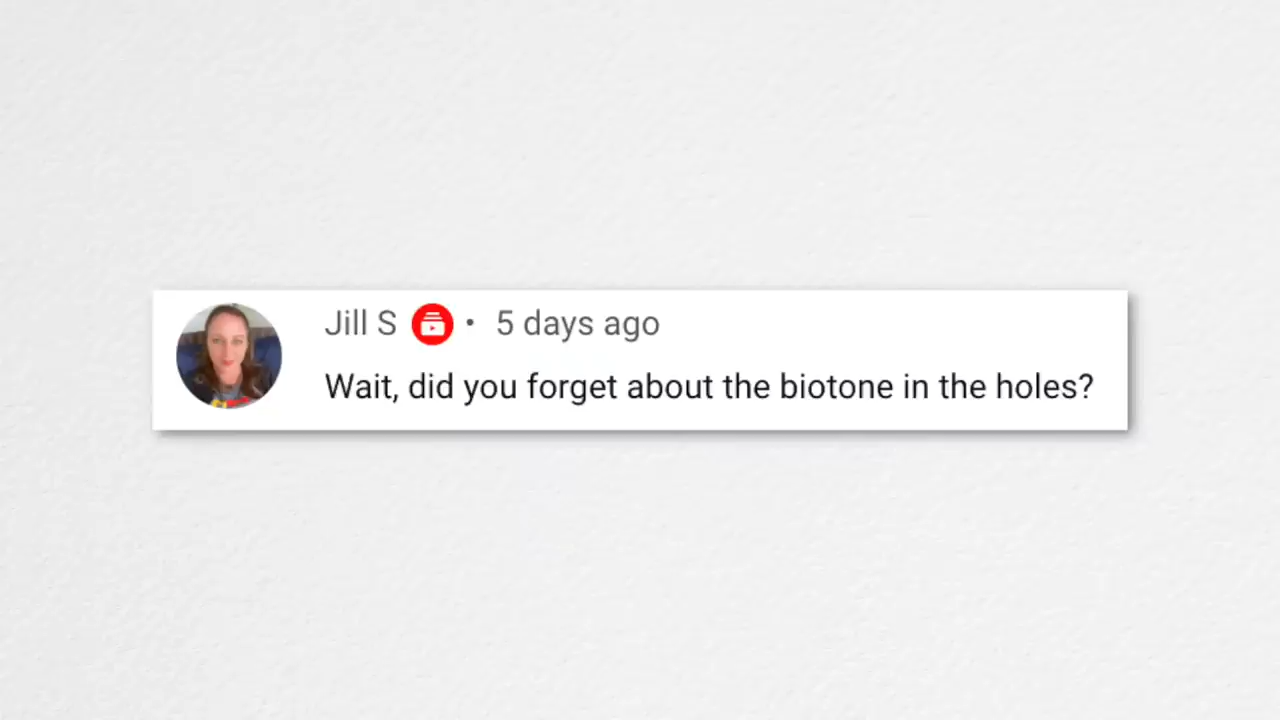 Jill S • 5 days ago
Wait, did you forget about the biotone in the holes?